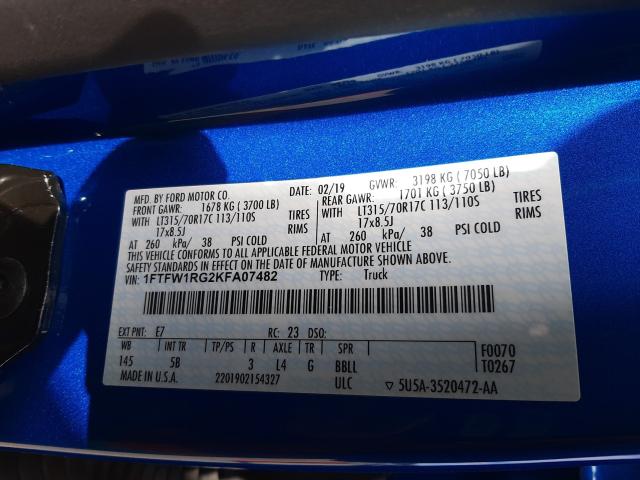 MFD. BY FORD MOTOR CO.
DATE: 02/19 GVWR: 3198 KG ( 7050 LB)
FRONT GAWR: 1678 KG ( 3700 LB) REAR GAWR: 1701 KG ( 3750 LB)
WITH LT315/70R17C 113/110S TIRES WITH LT315/70R17C 113/110S TIRES
17x8.5J RIMS 17x8.5J RIMS
AT 260 kPa/ 38 PSI COLD AT 260 kPa/ 38 PSI COLD
THIS VEHICLE CONFORMS TO ALL APPLICABLE FEDERAL MOTOR VEHICLE
SAFETY STANDARDS IN EFFECT ON THE DATE OF MANUFACTURE SHOWN ABOVE.
VIN: 1FTFW1RG2KFA07482 TYPE: Truck
EXT PNT: E7 RC: 23 DSO:
WB INT TR TP/PS R AXLE TR SPR F0070
145 5B 3 L4 G BBLL T0267
MADE IN U.S.A. 2201902154327 ULC ▽ 5U5A-3520472-AA